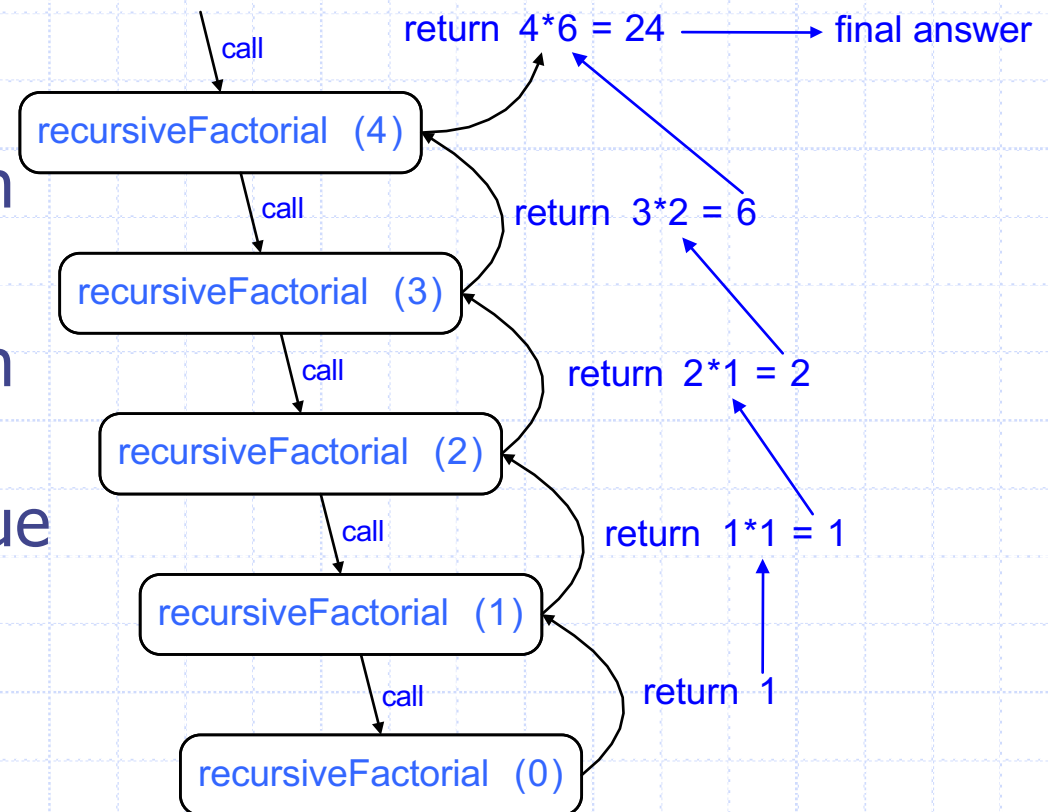 call
return 4*6 = 24
final answer
recursiveFactorial (4)
call
return 3*2 = 6
recursiveFactorial (3)
call
return 2*1 = 2
recursiveFactorial (2)
ue
call
return 1*1 = 1
recursiveFactorial (1)
call
return 1
recursiveFactorial (0)